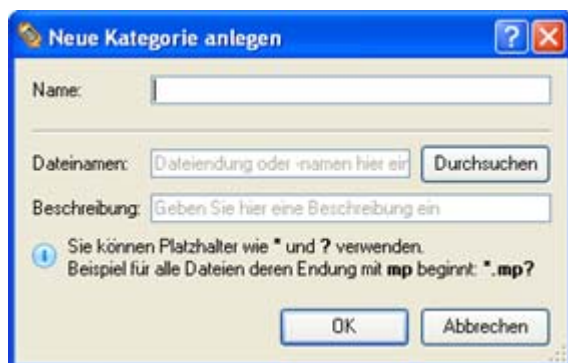 Neue Kategorie anlegen
Name:
Dateinamen: Dateiendung oder -namen hier ein Durchsuchen
Beschreibung: Geben Sie hier eine Beschreibung ein
Sie können Platzhalter wie * und ? verwenden.
Beispiel für alle Dateien deren Endung mit mp beginnt: *.mp?
OK Abbrechen